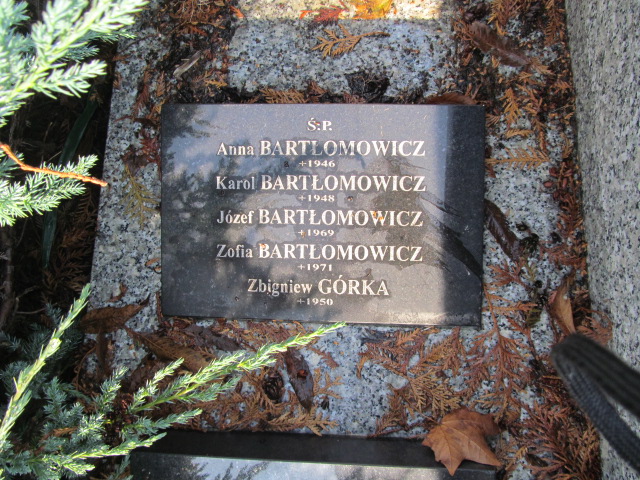 Ś.P.
Anna BARTŁOMOWICZ
+1946
Karol BARTŁOMOWICZ
+1948
Józef BARTŁOMOWICZ
+1969
Zofia BARTŁOMOWICZ
+1971
Zbigniew GÓRKA
+1950